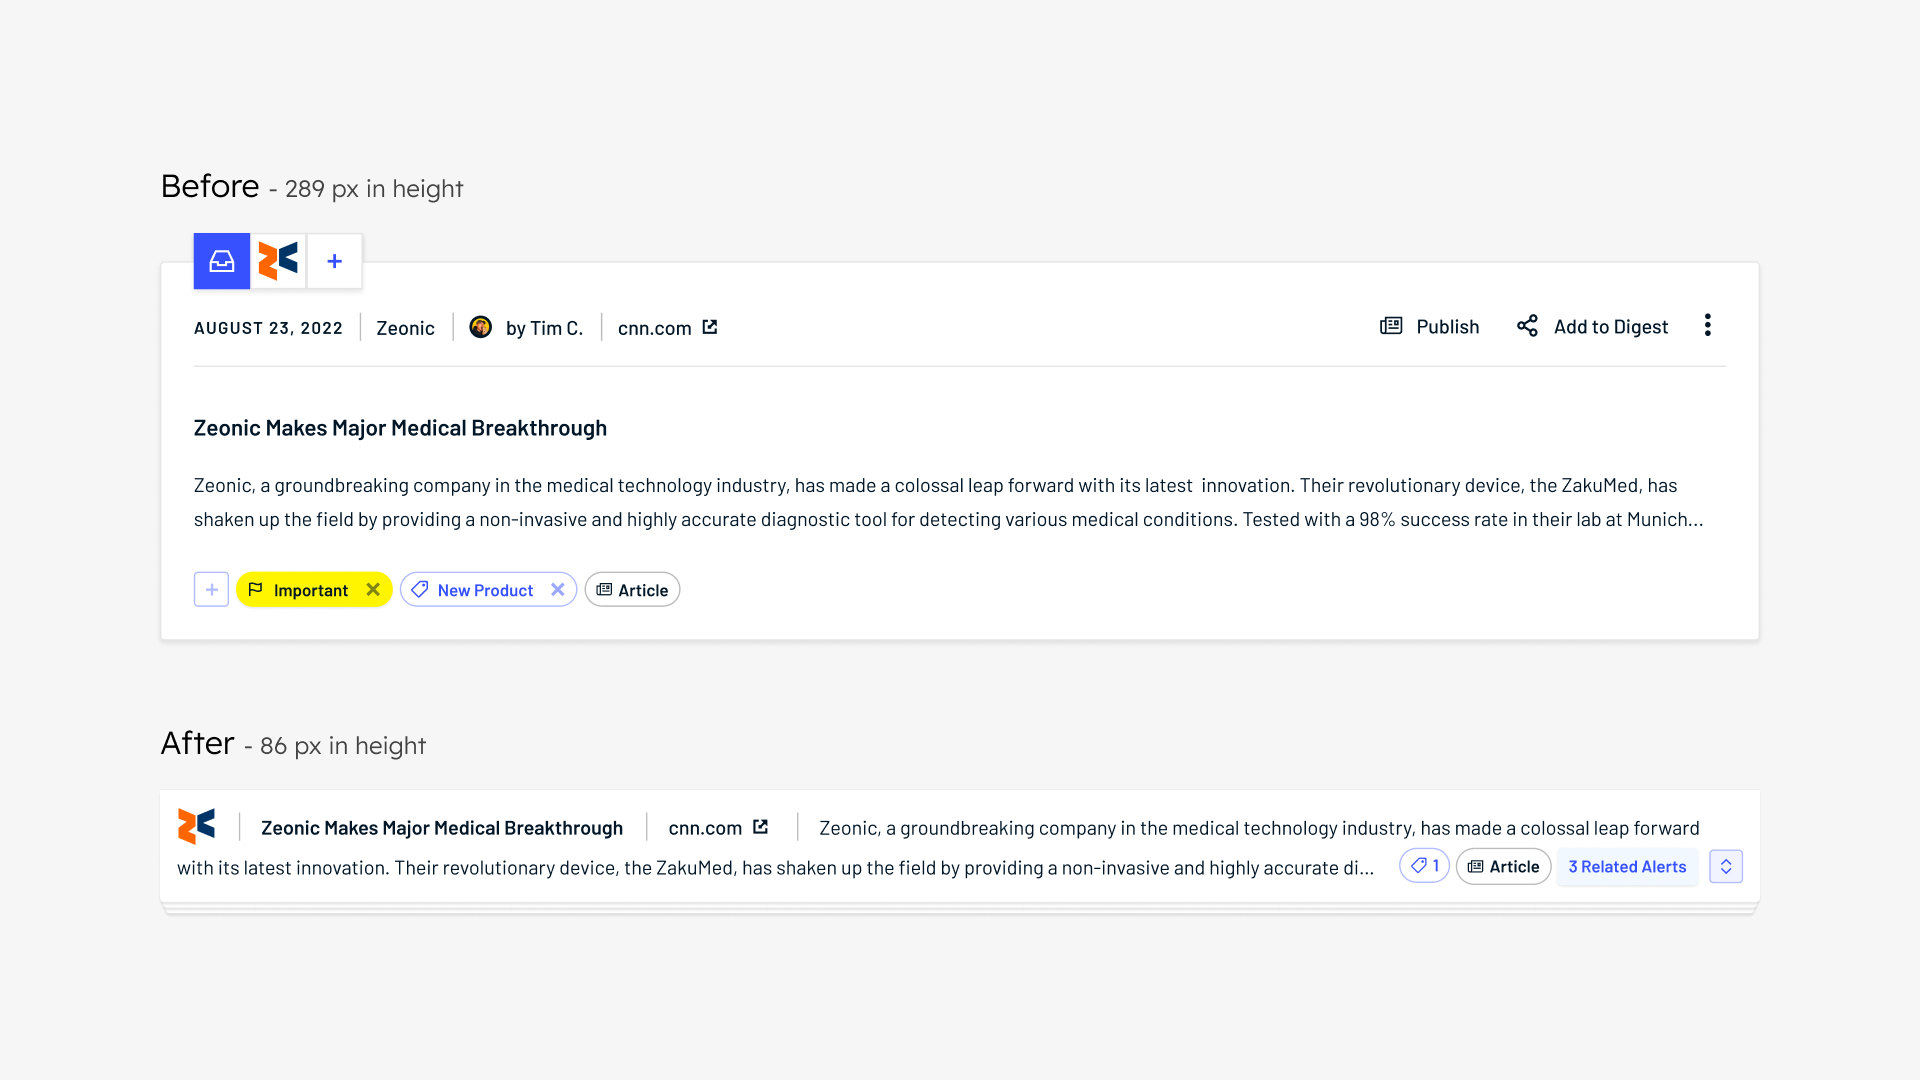 Before - 289 px in height
+
AUGUST 23, 2022 Zeonic by Tim C. cnn.com Publish Add to Digest
Zeonic Makes Major Medical Breakthrough
Zeonic, a groundbreaking company in the medical technology industry, has made a colossal leap forward with its latest innovation. Their revolutionary device, the ZakuMed, has
shaken up the field by providing a non-invasive and highly accurate diagnostic tool for detecting various medical conditions. Tested with a 98% success rate in their lab at Munich...
+ Important New Product Article
After - 86 px in height
Zeonic Makes Major Medical Breakthrough cnn.com Zeonic, a groundbreaking company in the medical technology industry, has made a colossal leap forward
with its latest innovation. Their revolutionary device, the ZakuMed, has shaken up the field by providing a non-invasive and highly accurate di... 1 Article 3 Related Alerts